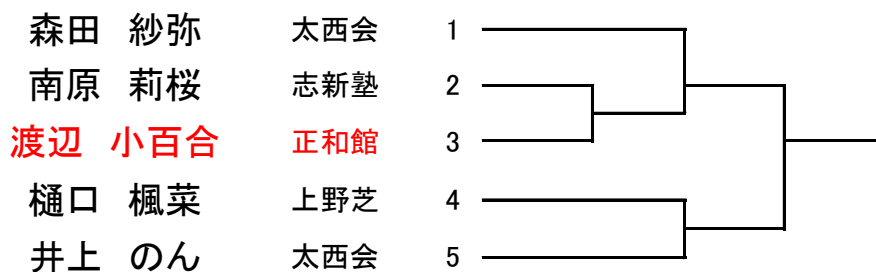 森田 紗弥 太西会 1
南原 莉桜 志新塾 2
渡辺 小百合 正和館 3
樋口 楓菜 上野芝 4
井上 のん 太西会 5